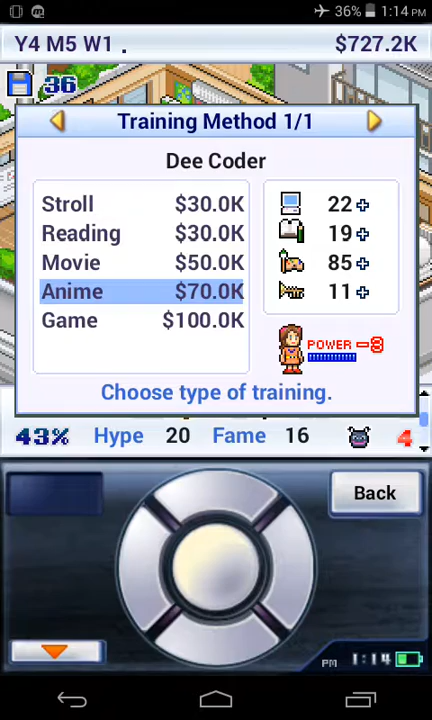 36% 1:14 PM
Y4 M5 W1 . $727.2K
36
Training Method 1/1
Dee Coder
Stroll $30.0K
Reading $30.0K
Movie $50.0K
Anime $70.0K
Game $100.0K
22
19
85
11
POWER -8
Choose type of training.
43% Hype 20 Fame 16 4
Back
PM 1:14